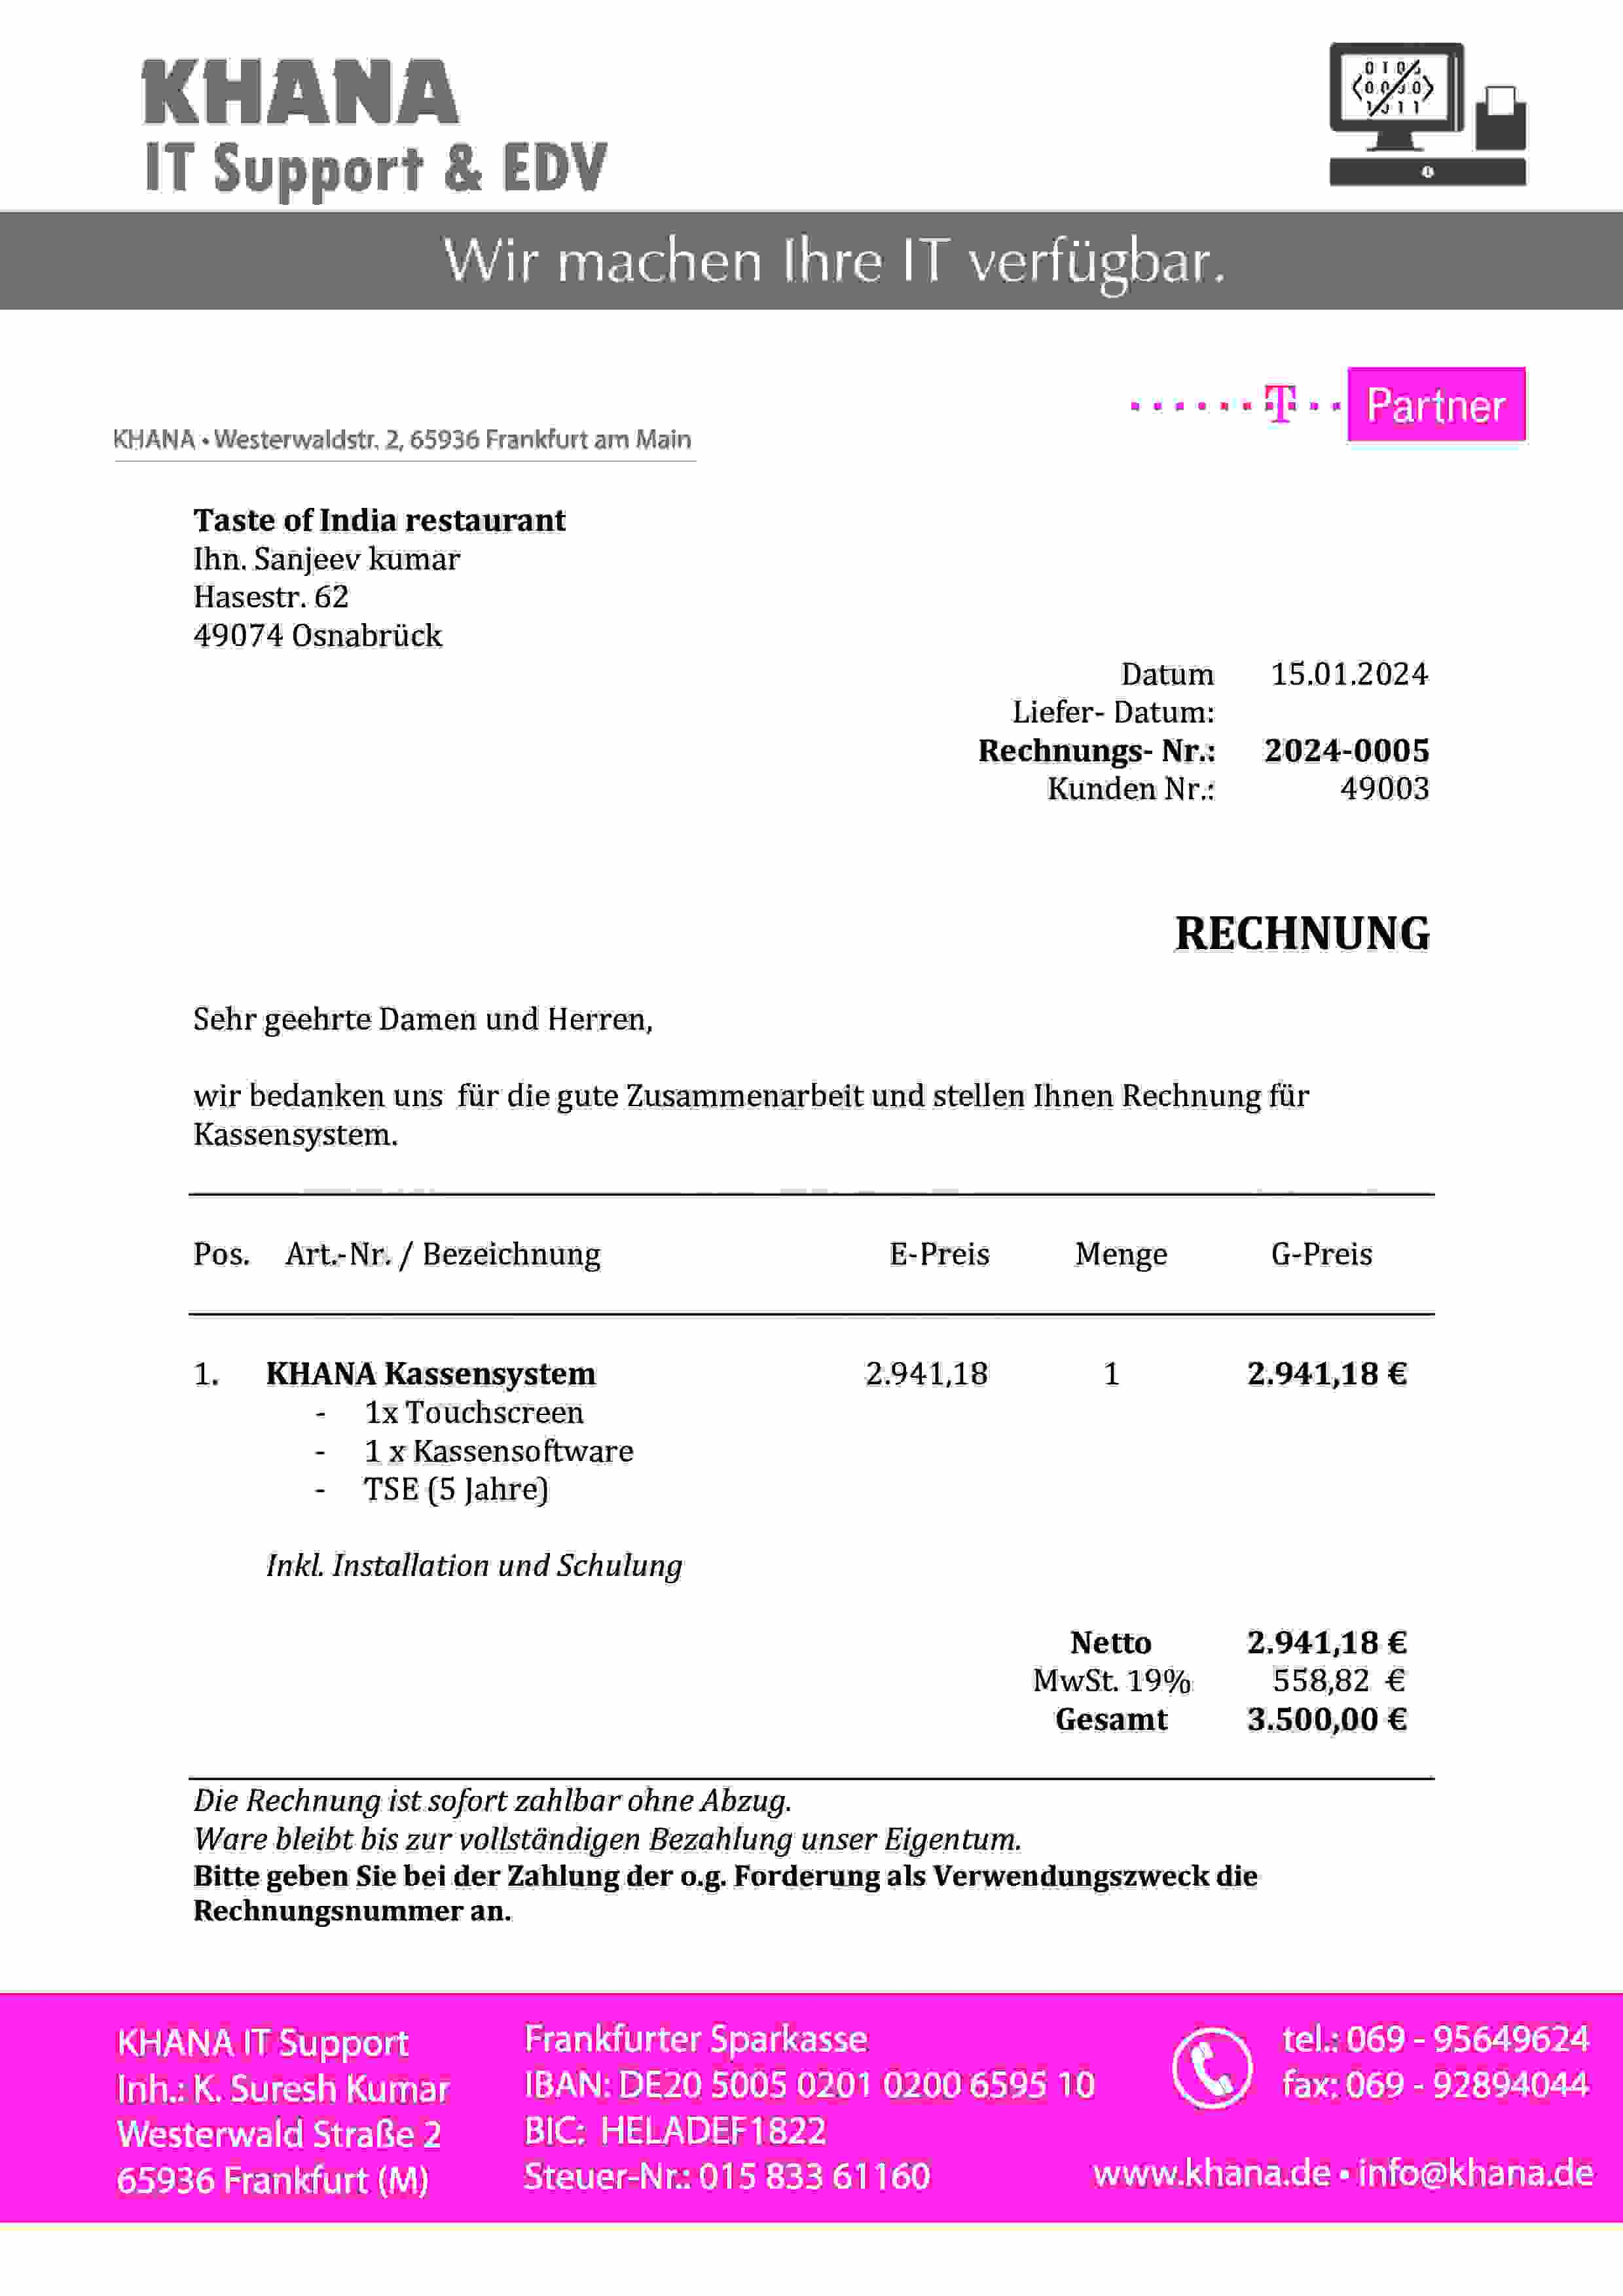 KHANA
IT Support & EDV
Wir machen Ihre IT verfügbar.
T Partner
KHANA • Westerwaldstr. 2, 65936 Frankfurt am Main
Taste of India restaurant
Ihn. Sanjeev kumar
Hasestr. 62
49074 Osnabrück
Datum 15.01.2024
Liefer- Datum:
Rechnungs- Nr.: 2024-0005
Kunden Nr.: 49003
RECHNUNG
Sehr geehrte Damen und Herren,
wir bedanken uns für die gute Zusammenarbeit und stellen Ihnen Rechnung für
Kassensystem.
Pos. Art.-Nr. / Bezeichnung E-Preis Menge G-Preis
1. KHANA Kassensystem 2.941,18 1 2.941,18 €
- 1x Touchscreen
- 1 x Kassensoftware
- TSE (5 Jahre)
Inkl. Installation und Schulung
Netto 2.941,18 €
MwSt. 19% 558,82 €
Gesamt 3.500,00 €
Die Rechnung ist sofort zahlbar ohne Abzug.
Ware bleibt bis zur vollständigen Bezahlung unser Eigentum.
Bitte geben Sie bei der Zahlung der o.g. Forderung als Verwendungszweck die
Rechnungsnummer an.
KHANA IT Support
Inh.: K. Suresh Kumar
Westerwald Straße 2
65936 Frankfurt (M)
Frankfurter Sparkasse
IBAN: DE20 5005 0201 0200 6595 10
BIC: HELADEF1822
Steuer-Nr.: 015 833 61160
tel.: 069 - 95649624
fax: 069 - 92894044
www.khana.de • info@khana.de